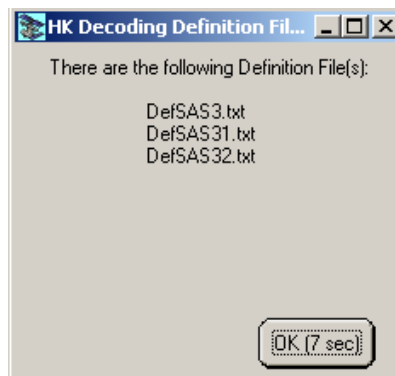 HK Decoding Definition Fil...
There are the following Definition File(s):
DefSAS3.txt
DefSAS31.txt
DefSAS32.txt
OK (7 sec)